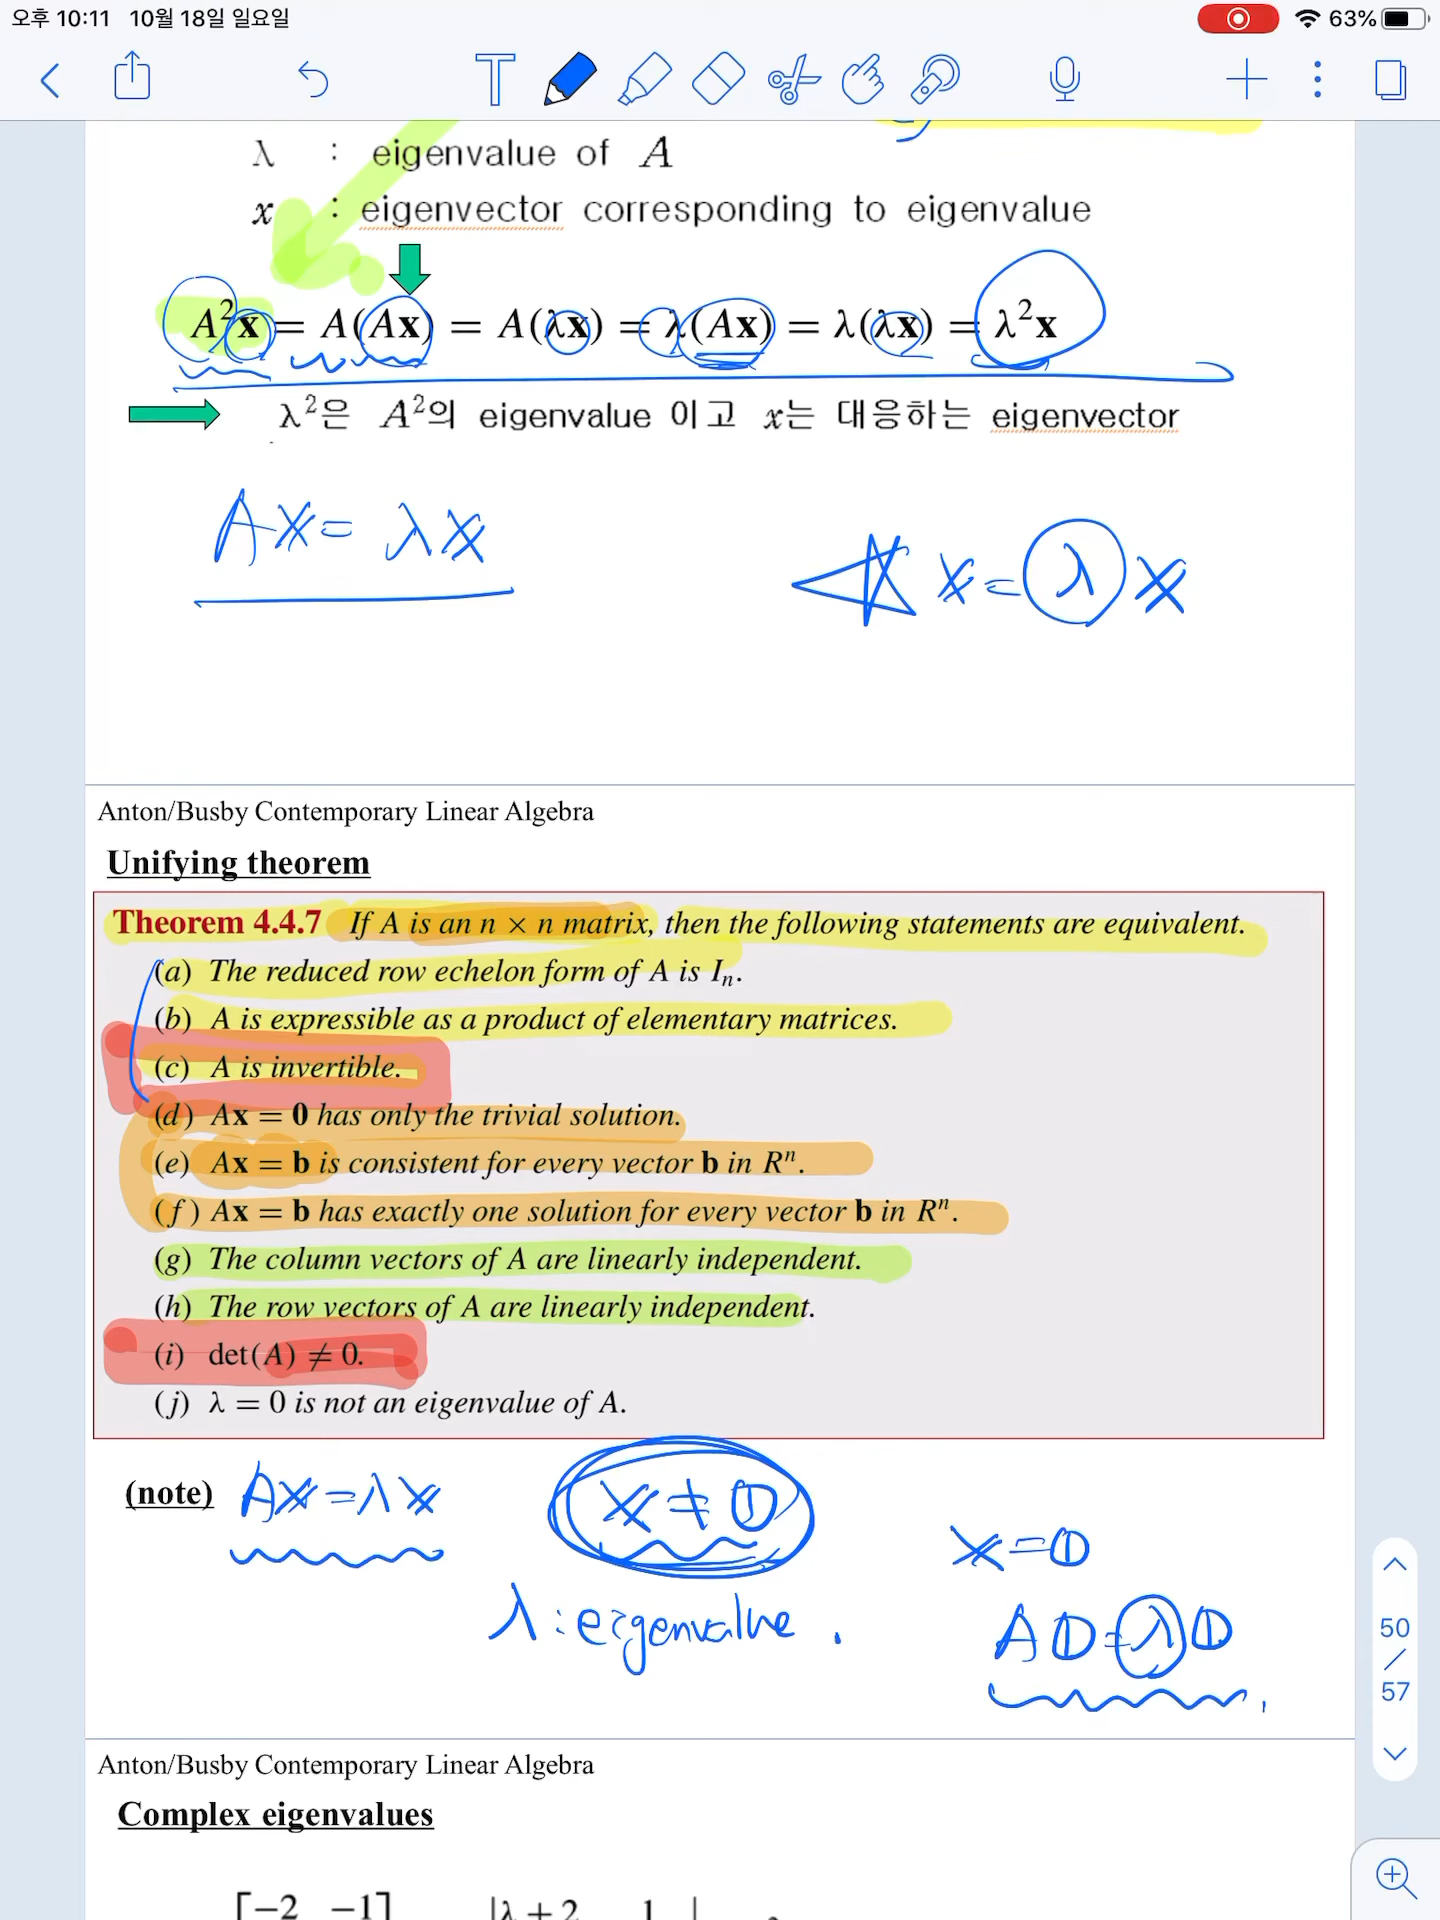 오후 10:11 10월 18일 일요일 63%
λ : eigenvalue of A
x : eigenvector corresponding to eigenvalue
A²x = A(Ax) = A(λx) = λ(Ax) = λ(λx) = λ²x
λ²은 A²의 eigenvalue 이고 x는 대응하는 eigenvector
Ax = λx
x = λx
Anton/Busby Contemporary Linear Algebra
Unifying theorem
Theorem 4.4.7 If A is an n × n matrix, then the following statements are equivalent.
(a) The reduced row echelon form of A is Iₙ.
(b) A is expressible as a product of elementary matrices.
(c) A is invertible.
(d) Ax = 0 has only the trivial solution.
(e) Ax = b is consistent for every vector b in Rⁿ.
(f) Ax = b has exactly one solution for every vector b in Rⁿ.
(g) The column vectors of A are linearly independent.
(h) The row vectors of A are linearly independent.
(i) det(A) ≠ 0.
(j) λ = 0 is not an eigenvalue of A.
(note) Ax = λx x ≠ 0
x = 0
λ : eigenvalue .
A0 = λ0
50
/
57
Anton/Busby Contemporary Linear Algebra
Complex eigenvalues
[-2 -1] |λ + 2 1 |